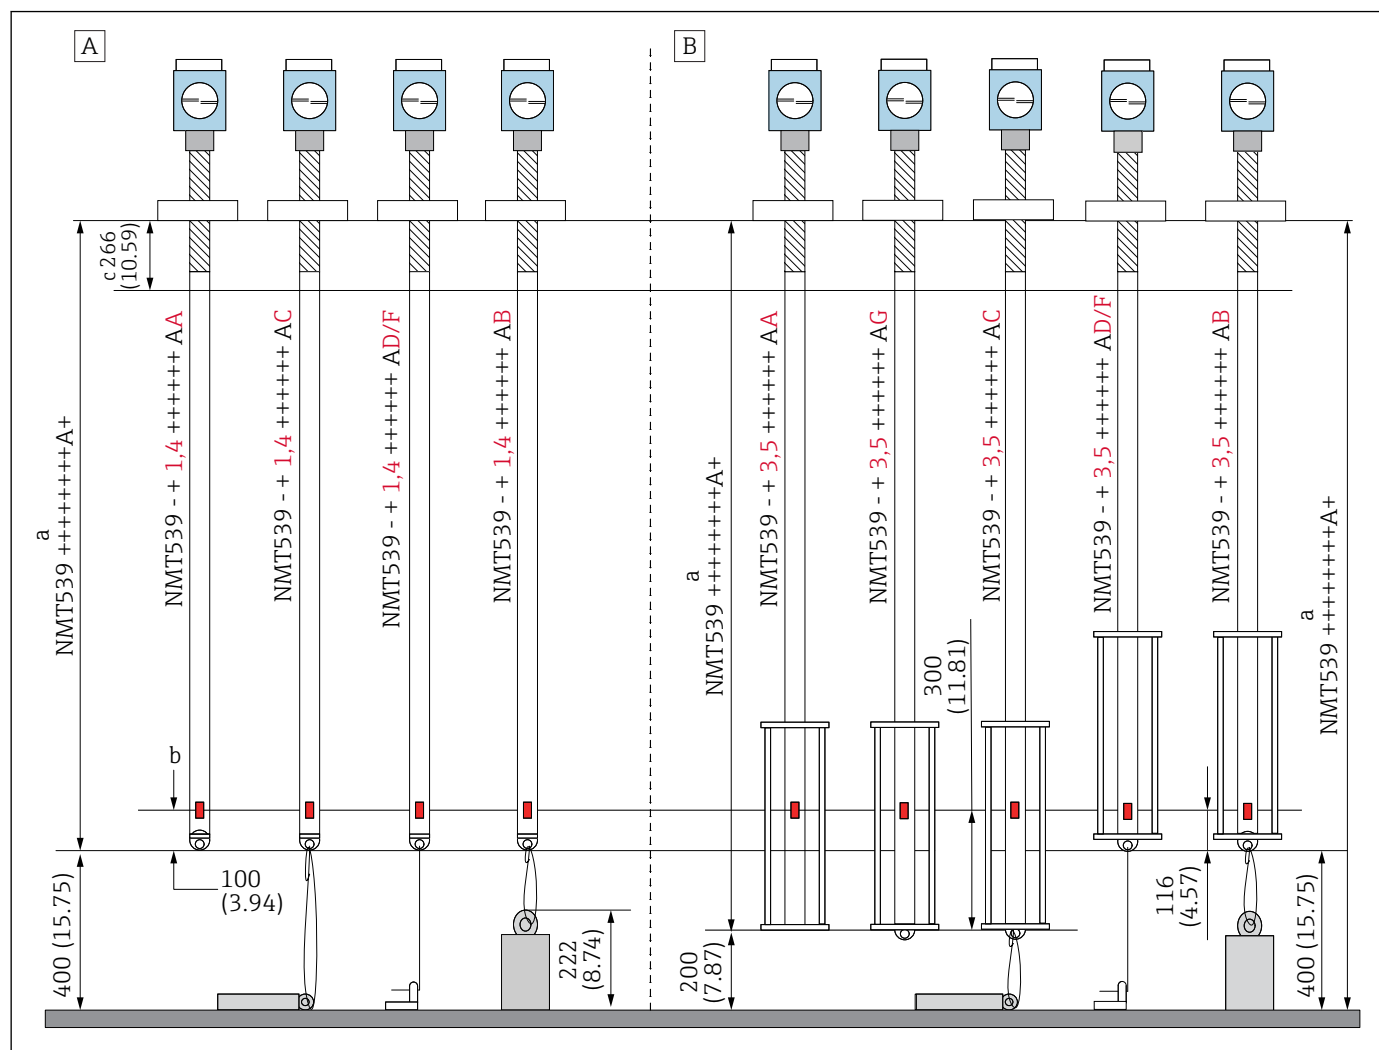 A
B
c266
(10.59)
a
NMT539 ++++++++A+
NMT539 - + 1,4 ++++++ AA
NMT539 - + 1,4 ++++++ AC
NMT539 - + 1,4 ++++++ AD/F
NMT539 - + 1,4 ++++++ AB
b
100
(3.94)
400 (15.75)
222
(8.74)
a
NMT539 ++++++++A+
NMT539 - + 3,5 ++++++ AA
NMT539 - + 3,5 ++++++ AG
NMT539 - + 3,5 ++++++ AC
NMT539 - + 3,5 ++++++ AD/F
NMT539 - + 3,5 ++++++ AB
a
NMT539 ++++++++A+
300
(11.81)
200
(7.87)
116
(4.57)
400 (15.75)